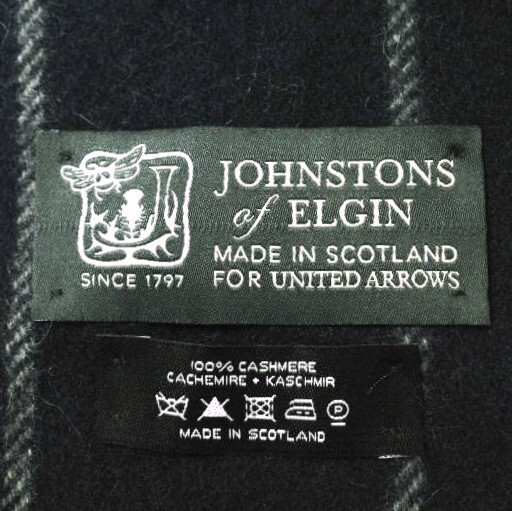 JOHNSTONS
of ELGIN
MADE IN SCOTLAND
FOR UNITED ARROWS
SINCE 1797
100% CASHMERE
CACHEMIRE + KASCHMIR
P
MADE IN SCOTLAND